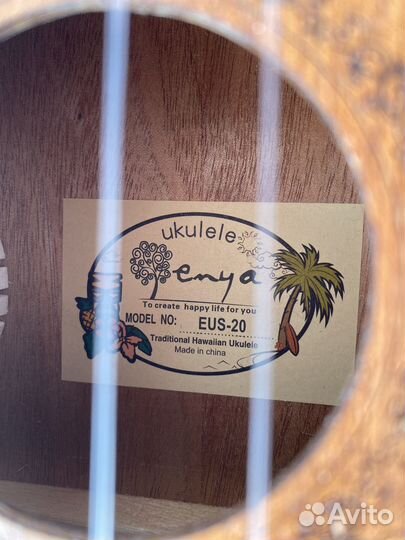 ukulele
enya
To create happy life for you
MODEL NO: EUS-20
Traditional Hawaiian Ukulele
Made in china
Avito